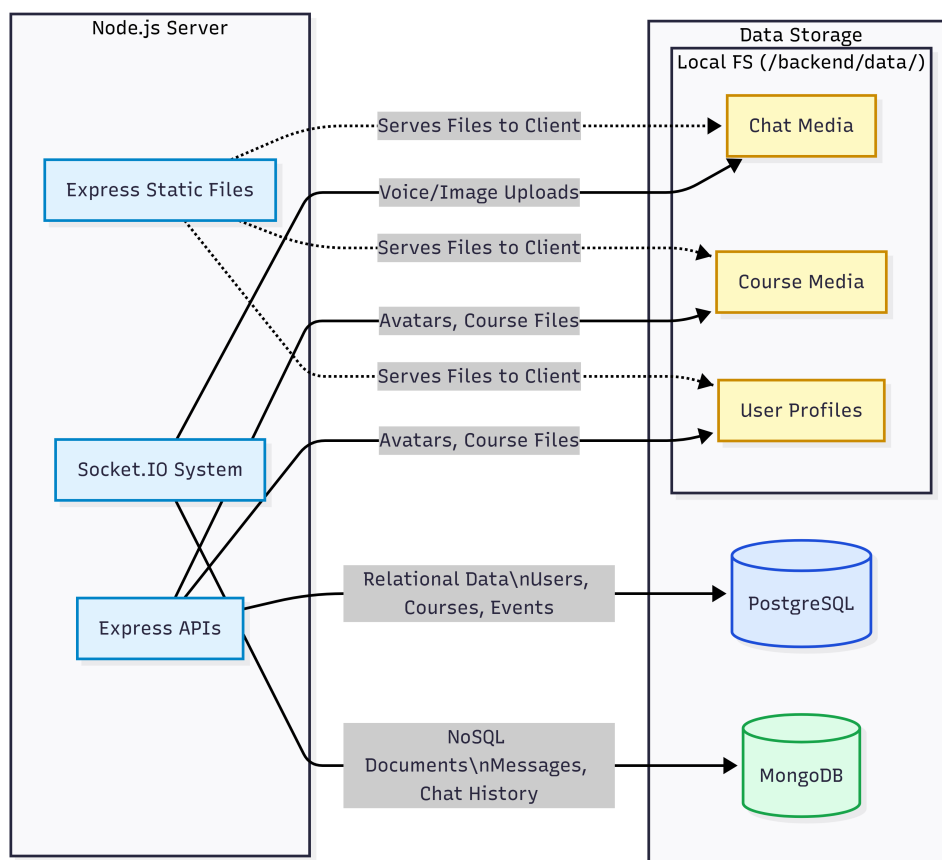 Node.js Server
Data Storage
Local FS (/backend/data/)
Serves Files to Client
Chat Media
Express Static Files
Voice/Image Uploads
Serves Files to Client
Course Media
Avatars, Course Files
Serves Files to Client
User Profiles
Avatars, Course Files
Socket.IO System
Relational Data\nUsers,
Courses, Events
PostgreSQL
Express APIs
NoSQL
Documents\nMessages,
Chat History
MongoDB